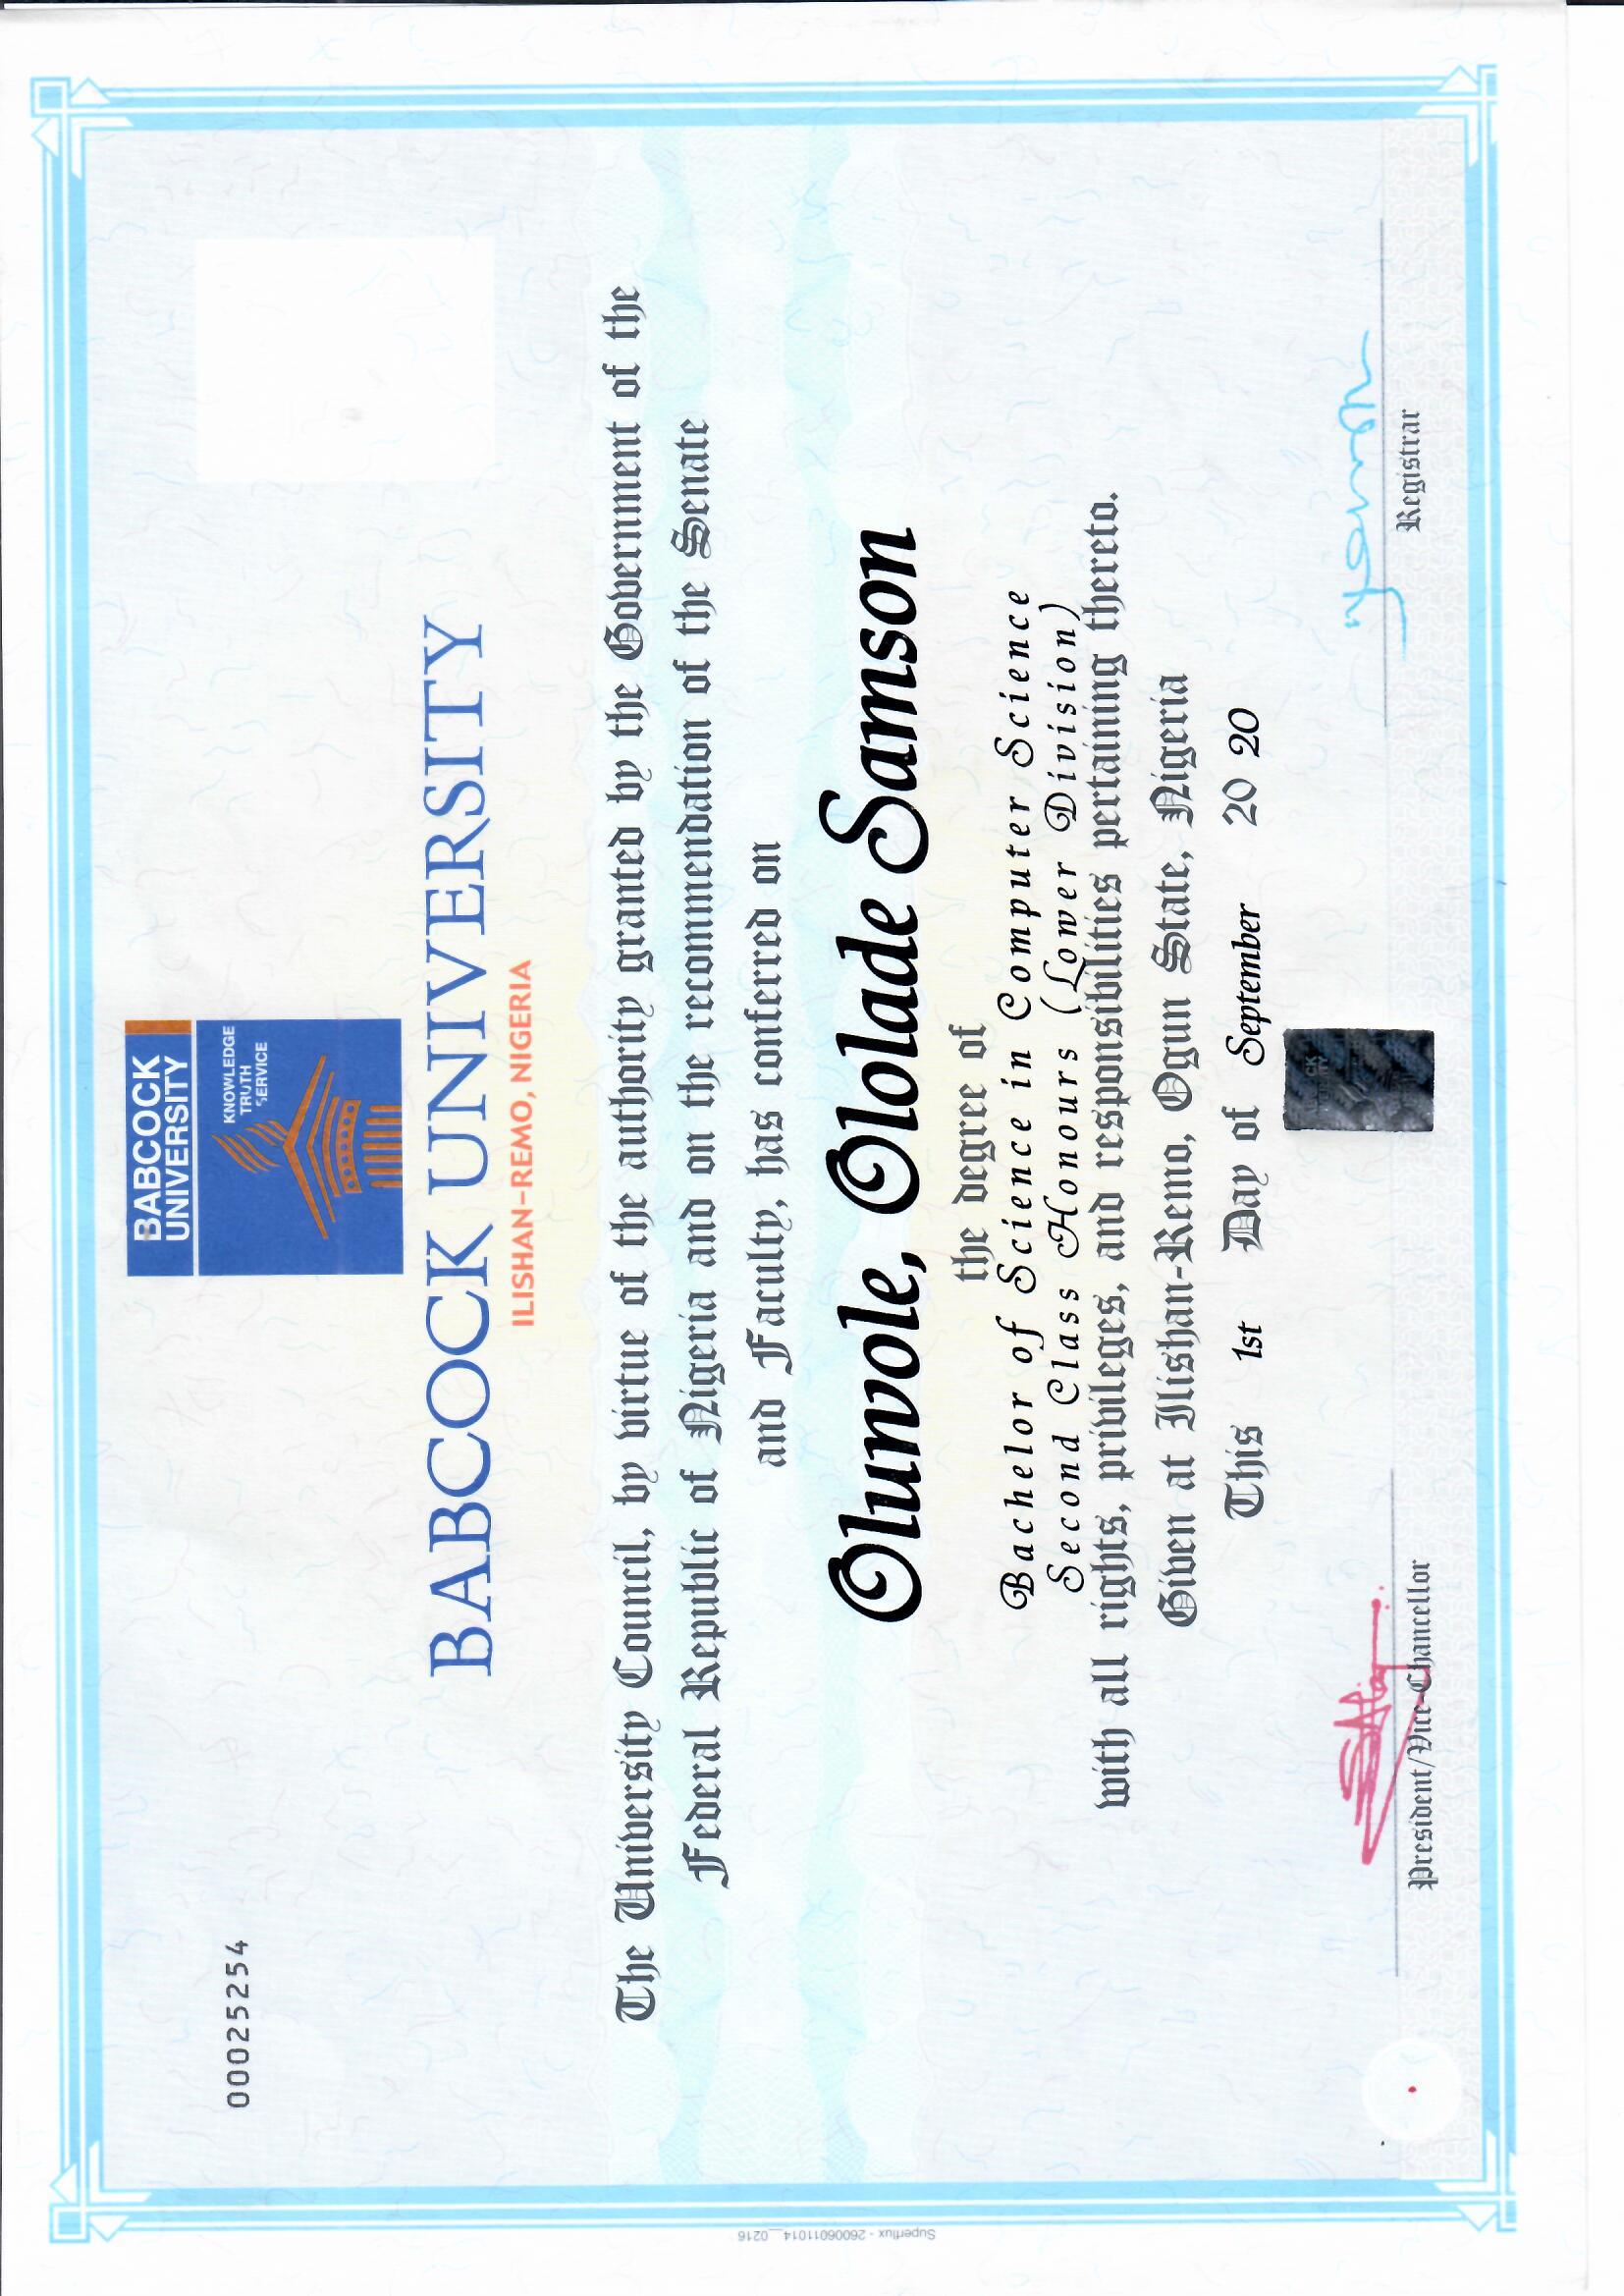 BABCOCK
UNIVERSITY
KNOWLEDGE
TRUTH
SERVICE
00025254
BABCOCK UNIVERSITY
ILISHAN-REMO, NIGERIA
The University Council, by virtue of the authority granted by the Government of the
Federal Republic of Nigeria and on the recommendation of the Senate
and Faculty, has conferred on
Oluwole, Ololade Samson
the degree of
Bachelor of Science in Computer Science
Second Class Honours (Lower Division)
with all rights, privileges, and responsibilities pertaining thereto.
Given at Ilishan-Remo, Ogun State, Nigeria
This 1st Day of September 20 20
President/Vice-Chancellor
Registrar
Superflux - 26006011014__0216